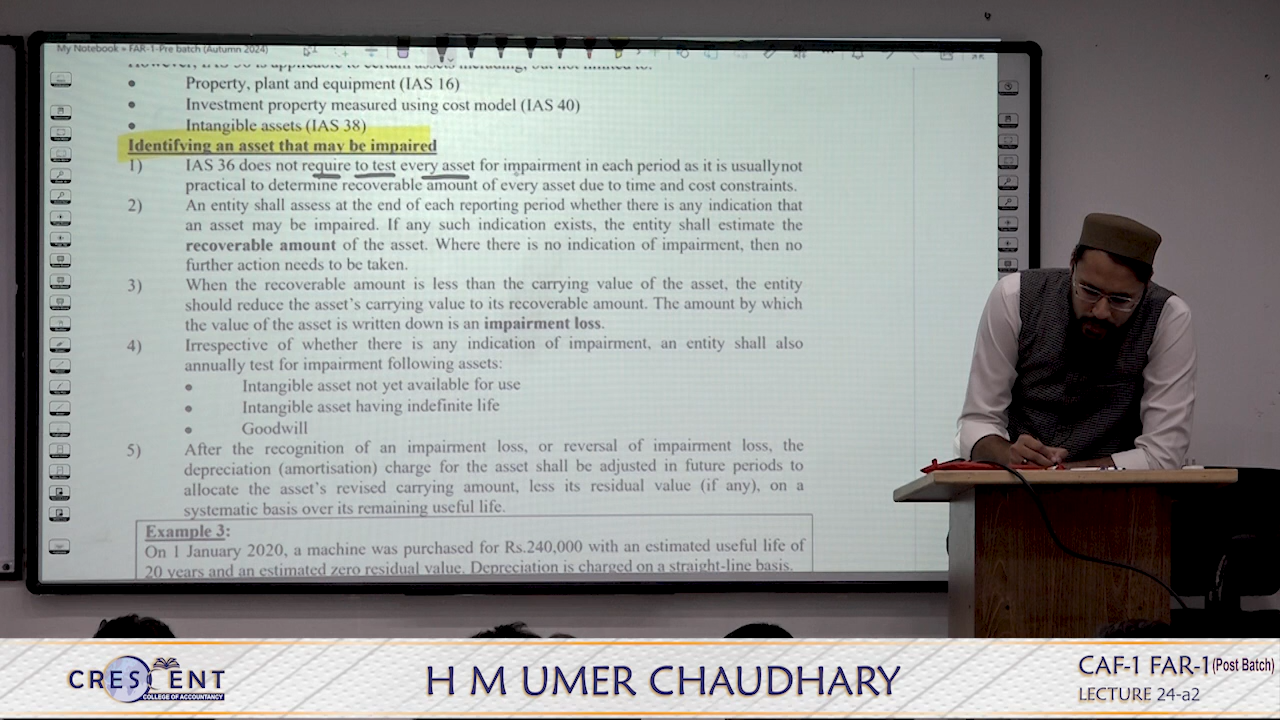 My Notebook » FAR-1-Pre batch (Autumn 2024)
However, IAS 36 is applicable to certain assets including, but not limited to:
• Property, plant and equipment (IAS 16)
• Investment property measured using cost model (IAS 40)
• Intangible assets (IAS 38)
Identifying an asset that may be impaired
1) IAS 36 does not require to test every asset for impairment in each period as it is usually not
practical to determine recoverable amount of every asset due to time and cost constraints.
2) An entity shall assess at the end of each reporting period whether there is any indication that
an asset may be impaired. If any such indication exists, the entity shall estimate the
recoverable amount of the asset. Where there is no indication of impairment, then no
further action needs to be taken.
3) When the recoverable amount is less than the carrying value of the asset, the entity
should reduce the asset's carrying value to its recoverable amount. The amount by which
the value of the asset is written down is an impairment loss.
4) Irrespective of whether there is any indication of impairment, an entity shall also
annually test for impairment following assets:
• Intangible asset not yet available for use
• Intangible asset having indefinite life
• Goodwill
5) After the recognition of an impairment loss, or reversal of impairment loss, the
depreciation (amortisation) charge for the asset shall be adjusted in future periods to
allocate the asset's revised carrying amount, less its residual value (if any), on a
systematic basis over its remaining useful life.
Example 3:
On 1 January 2020, a machine was purchased for Rs.240,000 with an estimated useful life of
20 years and an estimated zero residual value. Depreciation is charged on a straight-line basis.
CRESCENT
COLLEGE OF ACCOUNTANCY
H M UMER CHAUDHARY
CAF-1 FAR-1 (Post Batch)
LECTURE 24-a2